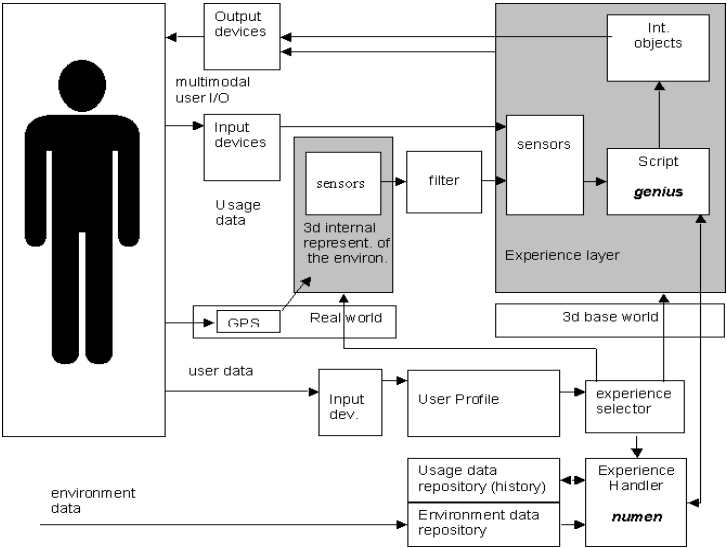 Output
devices
Int.
objects
multimodal
user I/O
Input
devices
sensors
Script
genius
sensors
filter
Usage
data
3d internal
represent. of
the environ.
Experience layer
GPS
Real world
3d base world
user data
Input
dev.
User Profile
experience
selector
Usage data
repository (history)
Experience
Handler
numen
environment
data
Environment data
repository